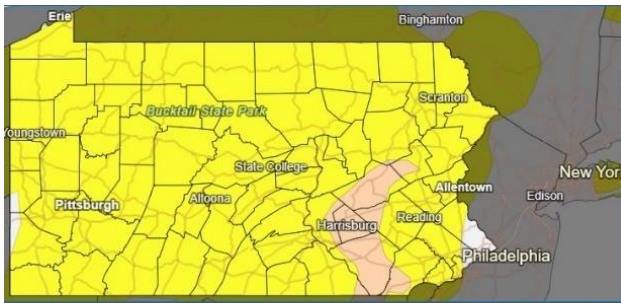 Erie
Binghamton
Scranton
Bucktail State Park
Youngstown
State College
New Yor
Allentown
Edison
Pittsburgh
Altoona
Reading
Harrisburg
Philadelphia